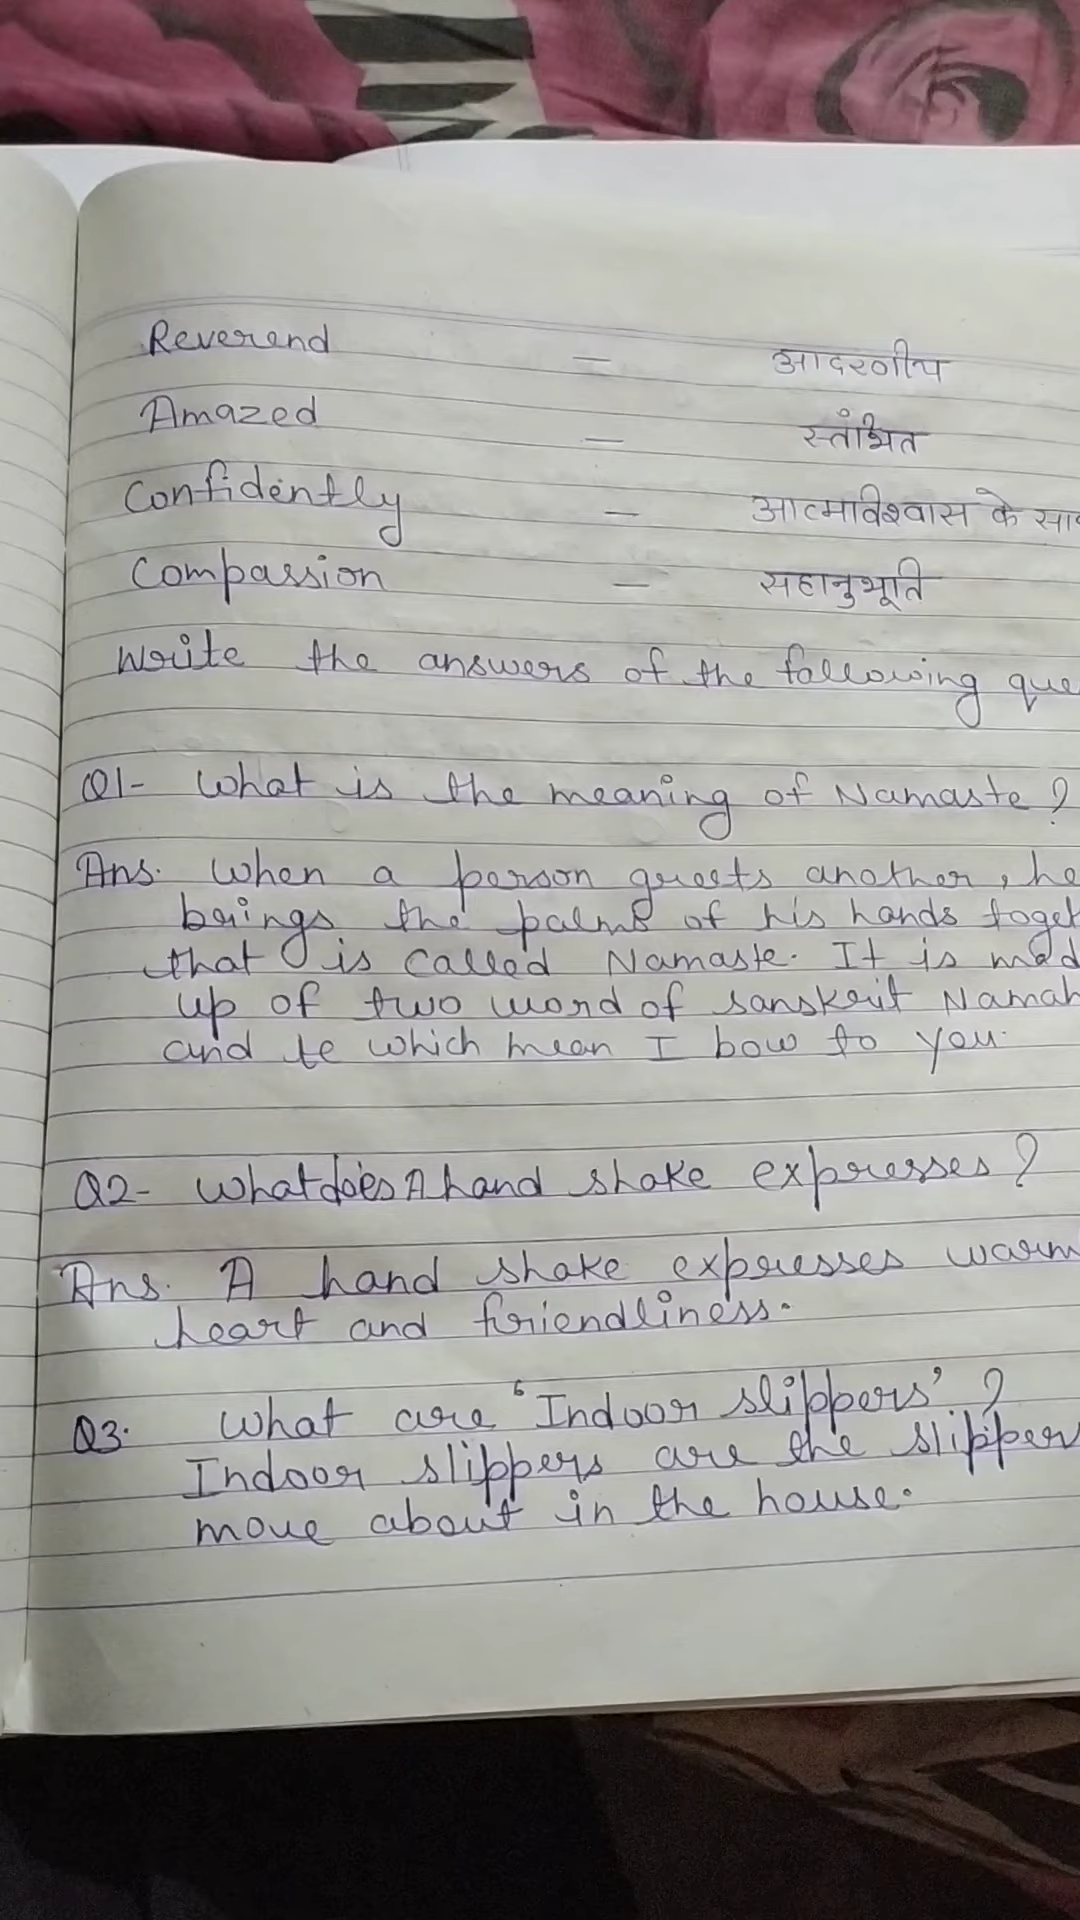 Reverend - आदरणीय
Amazed - स्तंभित
Confidently - आत्मविश्वास के
Compassion - सहानुभूति
Write the answers of the following
Q1- What is the meaning of Namaste?
Ans. When a person greets another, he
brings the palms of his hands
that is called Namaste. It is
up of two word of sanskrit Namah
and te which mean I bow to you.
Q2- What does A hand shake expresses?
Ans. A hand shake expresses warm
heart and friendliness.
Q3. What are 'Indoor slippers'?
Indoor slippers are the slippers
move about in the house.